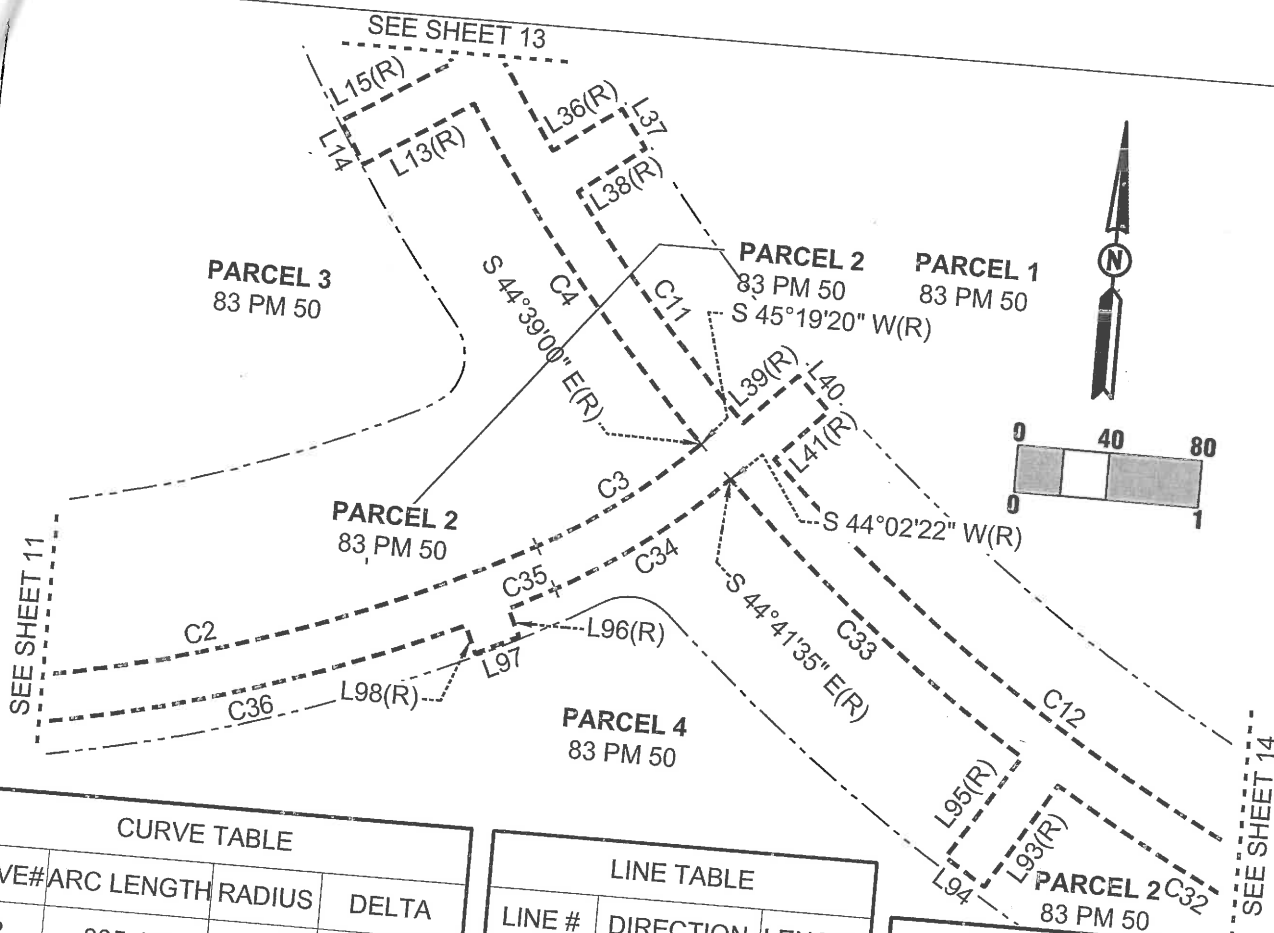 SEE SHEET 13
L15(R)
L36(R)
L37
L14
L13(R)
L38(R)
PARCEL 3
83 PM 50
S 44°39'00" E(R)
C4
C11
PARCEL 2
83 PM 50
PARCEL 1
83 PM 50
S 45°19'20" W(R)
N
L39(R)
L40
L41(R)
0 40 80
0 1
C3
PARCEL 2
83 PM 50
S 44°02'22" W(R)
SEE SHEET 11
C34
C35
C2
L96(R)
S 44°41'35" E(R)
C33
L97
L98(R)
C36
C12
PARCEL 4
83 PM 50
SEE SHEET 14
L95(R)
L93(R)
L94
PARCEL 2
83 PM 50
C32
CURVE TABLE
VE# ARC LENGTH RADIUS DELTA
LINE TABLE
LINE # DIRECTION